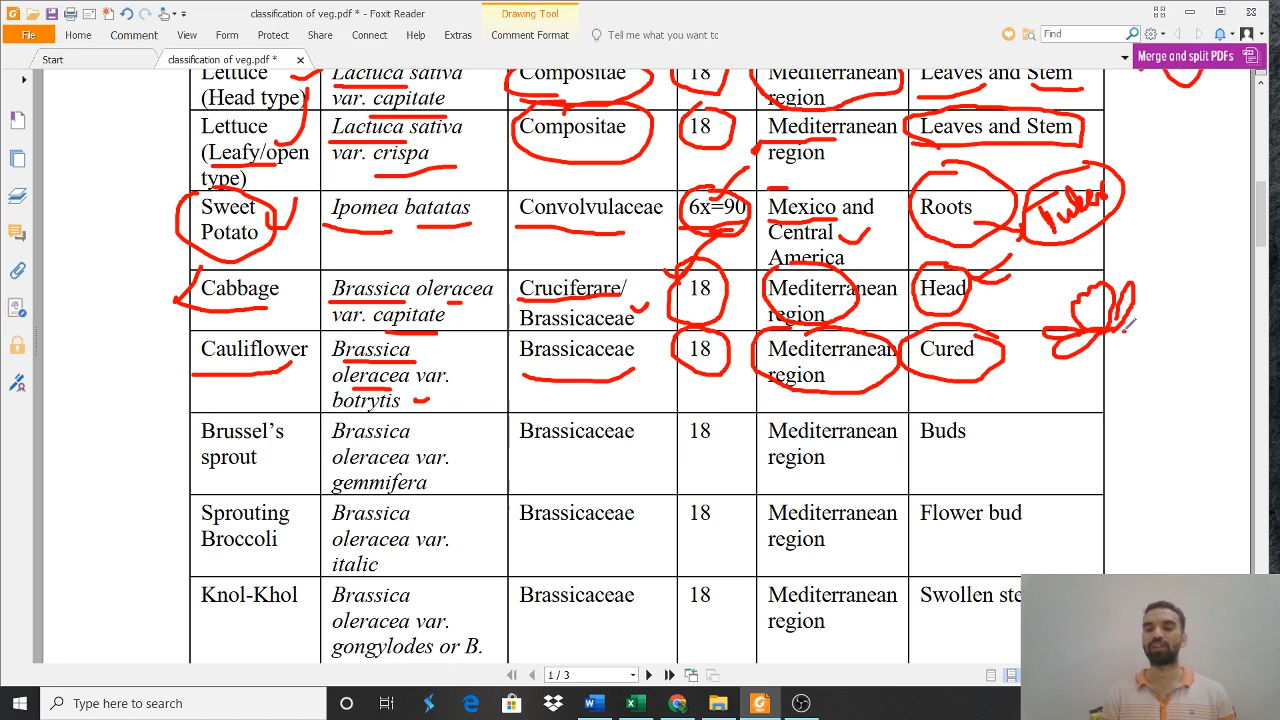 classification of veg.pdf * - Foxit Reader
Drawing Tool
File Home Comment View Form Protect Share Connect Help Extras Comment Format Tell me what you want to Find
Start classification of veg.pdf * Merge and split PDFs
Lettuce Lactuca sativa Compositae 18 Mediterranean Leaves and Stem
(Head type) var. capitate region
Lettuce Lactuca sativa Compositae 18 Mediterranean Leaves and Stem
(Leafy/open var. crispa region
type)
Sweet Ipomea batatas Convolvulaceae 6x=90 Mexico and Roots Tuber
Potato Central
America
Cabbage Brassica oleracea Cruciferare/ 18 Mediterranean Head
var. capitate Brassicaceae region
Cauliflower Brassica Brassicaceae 18 Mediterranean Cured
oleracea var. region
botrytis
Brussel's Brassica Brassicaceae 18 Mediterranean Buds
sprout oleracea var. region
gemmifera
Sprouting Brassica Brassicaceae 18 Mediterranean Flower bud
Broccoli oleracea var. region
italic
Knol-Khol Brassica Brassicaceae 18 Mediterranean Swollen ste
oleracea var. region
gongylodes or B.
1 / 3
Type here to search